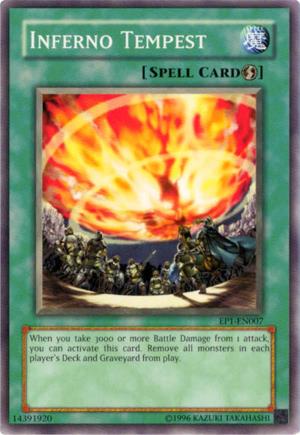 INFERNO TEMPEST
魔
[SPELL CARD]
EP1-EN007
When you take 3000 or more Battle Damage from 1 attack,
you can activate this card. Remove all monsters in each
player's Deck and Graveyard from play.
14391920
©1996 KAZUKI TAKAHASHI